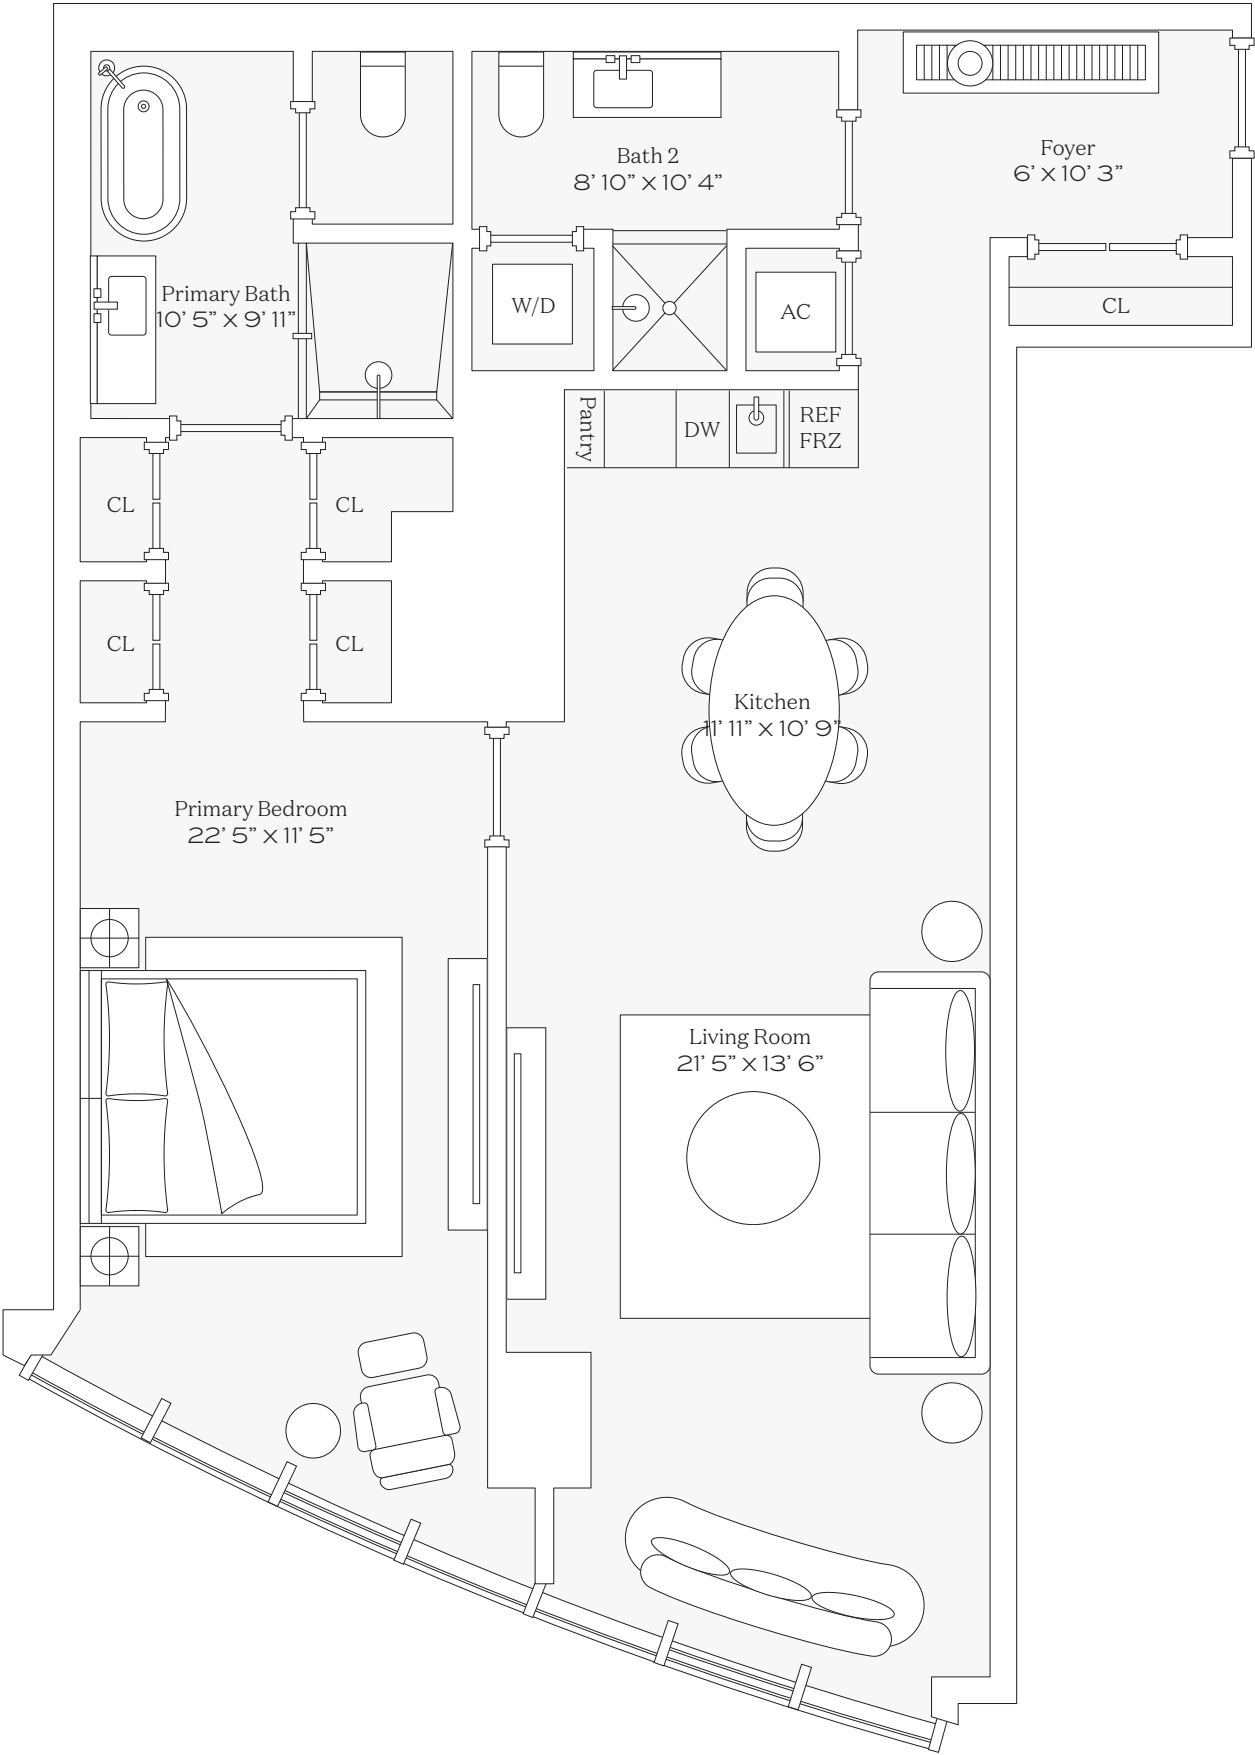 Bath 2
8’ 10” X 10’ 4”
Foyer
6’ X 10’ 3”
Primary Bath
10’ 5” X 9’ 11”
W/D
AC
CL
Pantry
DW
REF
FRZ
CL
CL
CL
CL
Kitchen
11’ 11” X 10’ 9”
Primary Bedroom
22’ 5” X 11’ 5”
Living Room
21’ 5” X 13’ 6”